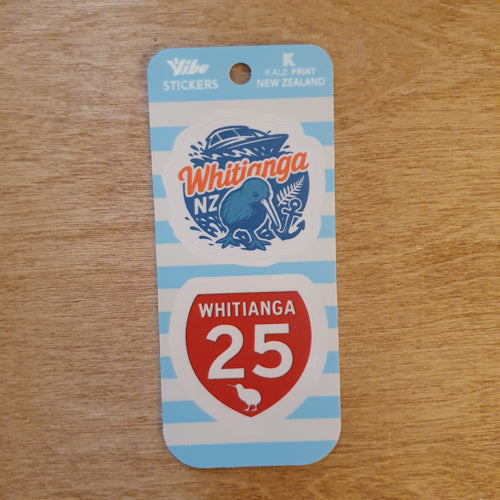 Vibe
STICKERS
K
KALE PRINT
NEW ZEALAND
Whitianga
NZ
WHITIANGA
25